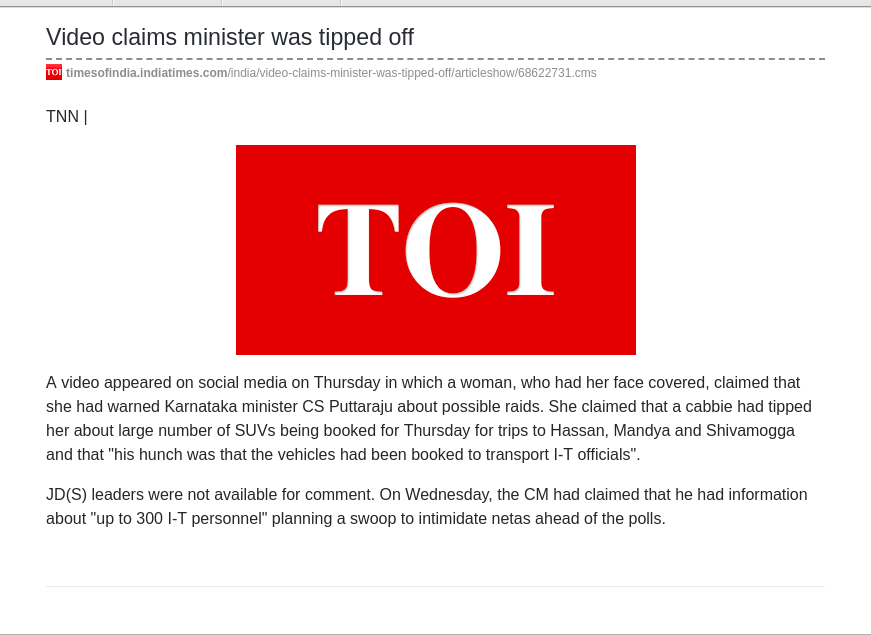 Video claims minister was tipped off
TOI timesofindia.indiatimes.com/india/video-claims-minister-was-tipped-off/articleshow/68622731.cms
TNN |
TOI
A video appeared on social media on Thursday in which a woman, who had her face covered, claimed that
she had warned Karnataka minister CS Puttaraju about possible raids. She claimed that a cabbie had tipped
her about large number of SUVs being booked for Thursday for trips to Hassan, Mandya and Shivamogga
and that "his hunch was that the vehicles had been booked to transport I-T officials".
JD(S) leaders were not available for comment. On Wednesday, the CM had claimed that he had information
about "up to 300 I-T personnel" planning a swoop to intimidate netas ahead of the polls.